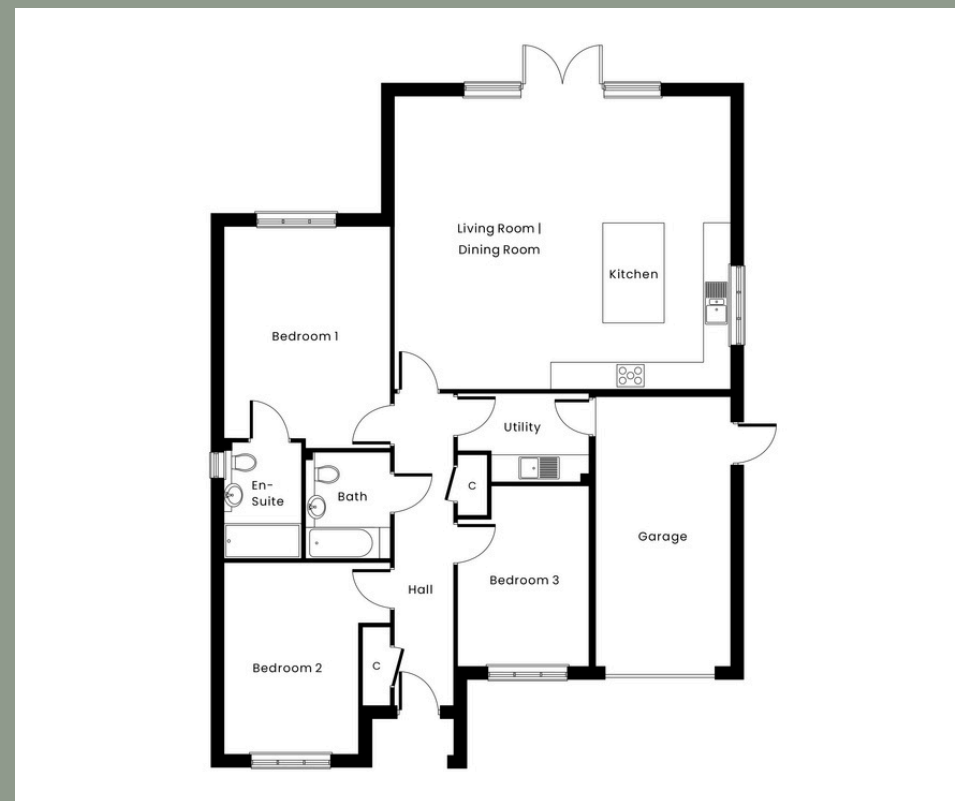 Living Room |
Dining Room
Kitchen
Bedroom 1
Utility
En-
Suite
Bath
C
Garage
Bedroom 3
Hall
Bedroom 2
C